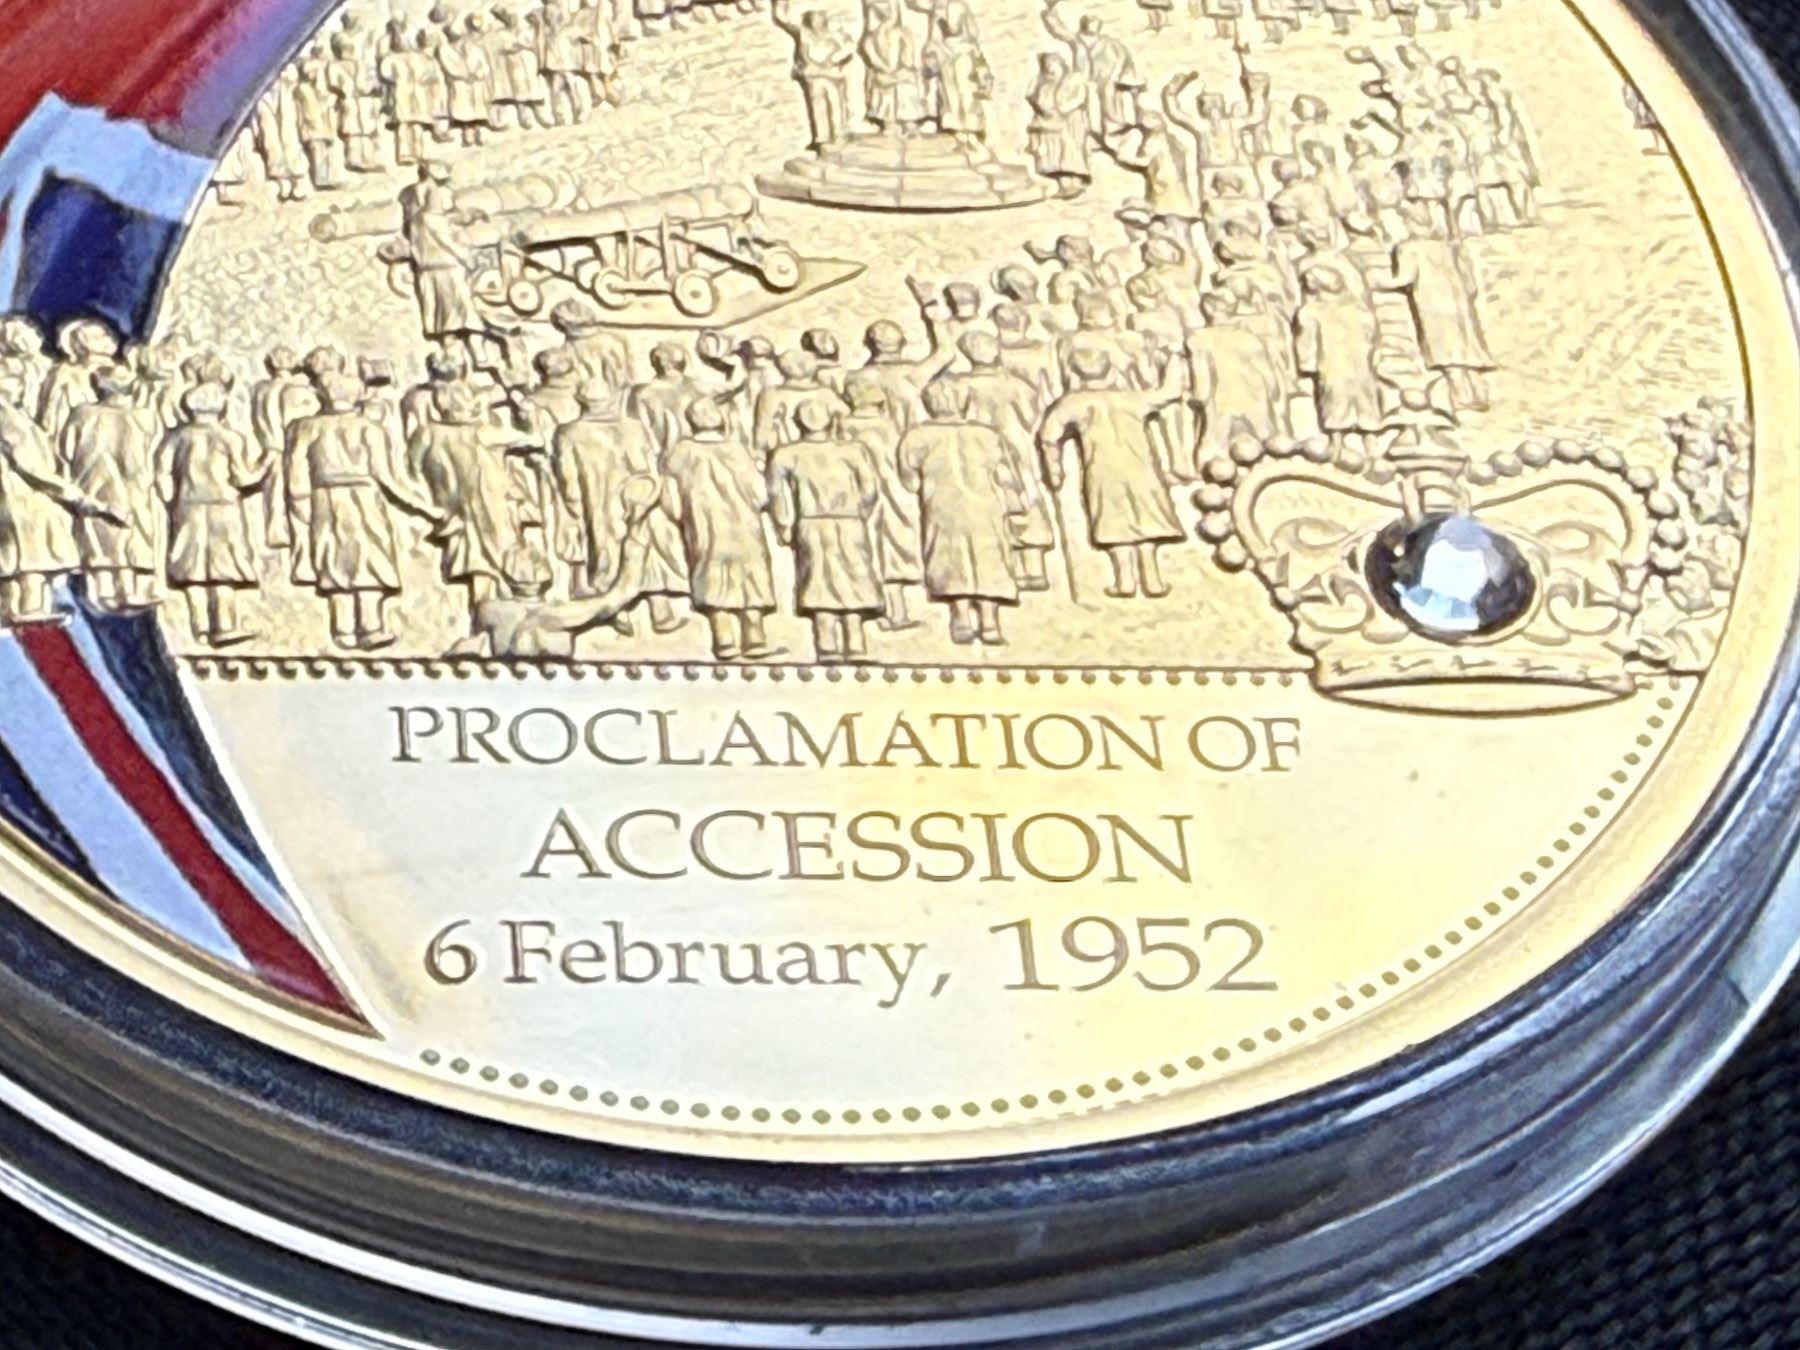 PROCLAMATION OF
ACCESSION
6 February, 1952